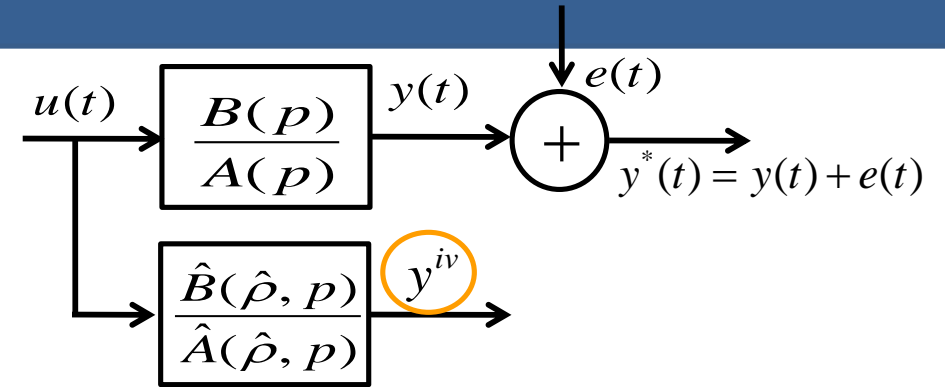 u(t)
B(p)
A(p)
y(t)
e(t)
+
y*(t) = y(t) + e(t)
B̂(ρ̂, p)
Â(ρ̂, p)
y^{iv}